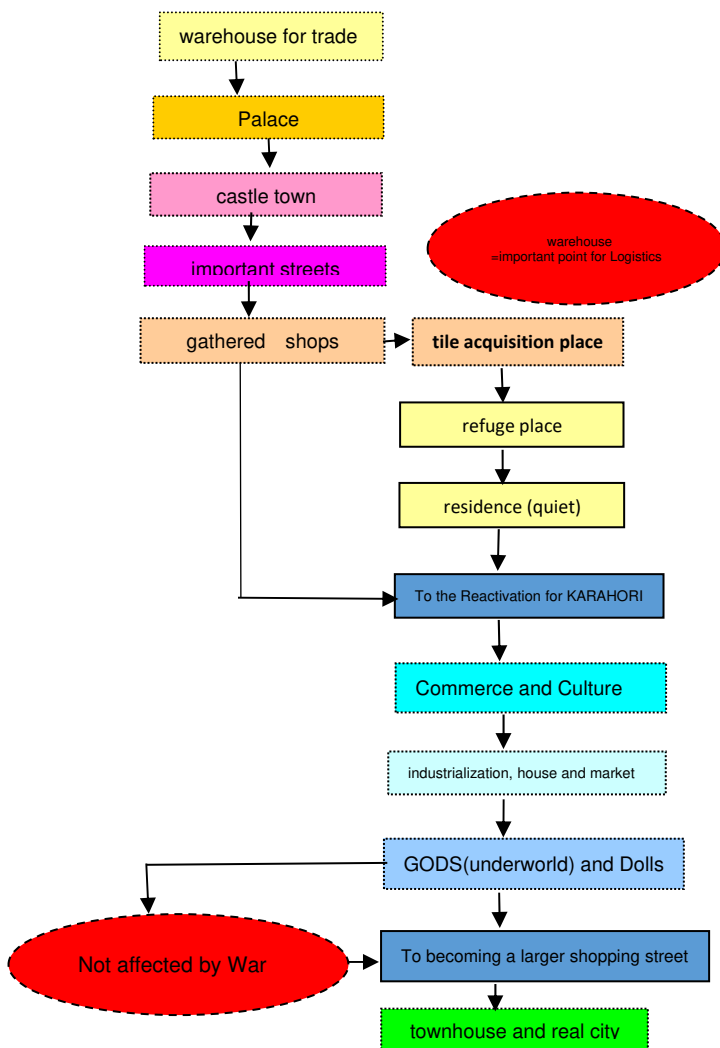 warehouse for trade
Palace
castle town
warehouse
=important point for Logistics
important streets
gathered shops
tile acquisition place
refuge place
residence (quiet)
To the Reactivation for KARAHORI
Commerce and Culture
industrialization, house and market
GODS(underworld) and Dolls
Not affected by War
To becoming a larger shopping street
townhouse and real city